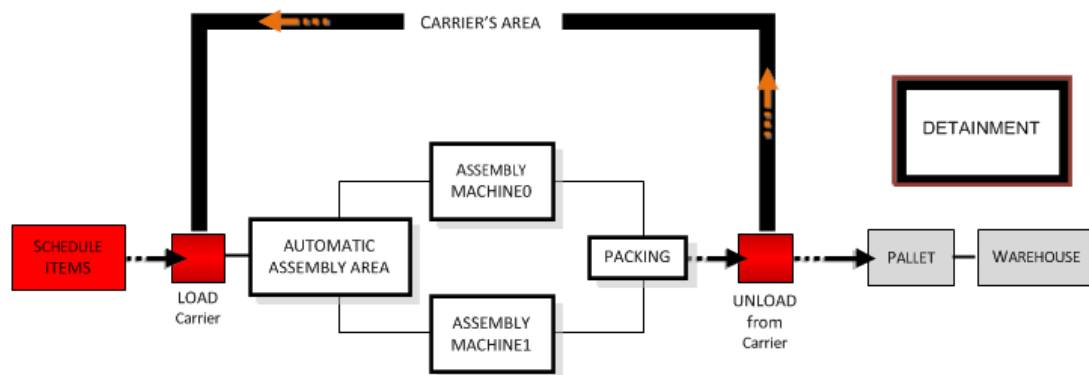 CARRIER'S AREA
DETAINMENT
ASSEMBLY
MACHINE0
SCHEDULE
ITEMS
AUTOMATIC
ASSEMBLY AREA
PACKING
PALLET
WAREHOUSE
LOAD
Carrier
UNLOAD
from
Carrier
ASSEMBLY
MACHINE1